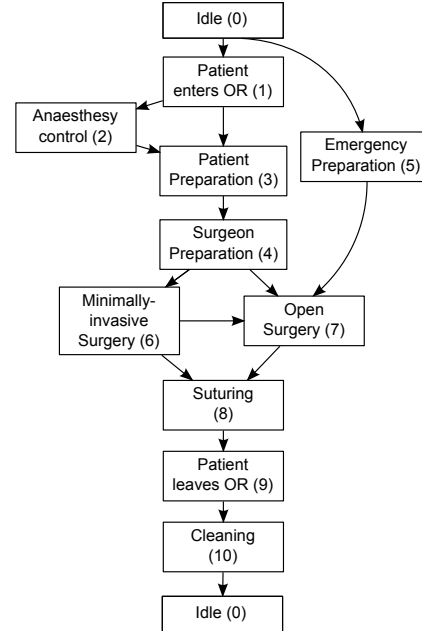 Idle (0)
Patient
enters OR (1)
Anaesthesy
control (2)
Emergency
Preparation (5)
Patient
Preparation (3)
Surgeon
Preparation (4)
Minimally-
invasive
Surgery (6)
Open
Surgery (7)
Suturing
(8)
Patient
leaves OR (9)
Cleaning
(10)
Idle (0)